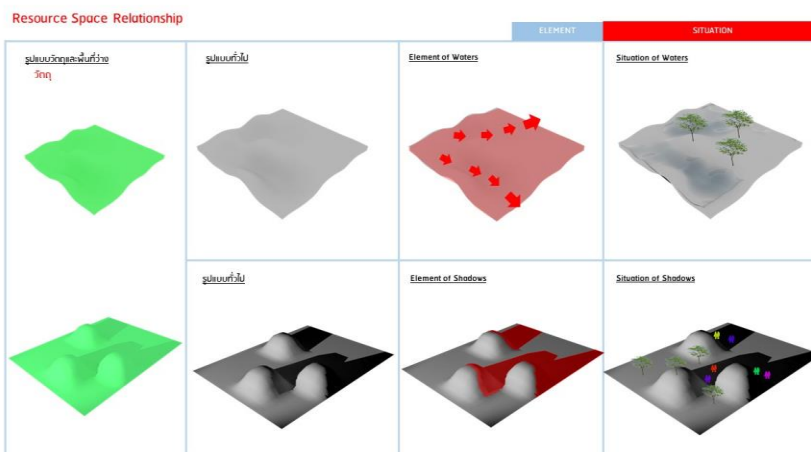 Resource Space Relationship
ELEMENT
SITUATION
รูปแบบวัตถุและพื้นที่ว่าง
วัตถุ
รูปแบบทั่วไป
Element of Waters
Situation of Waters
รูปแบบทั่วไป
Element of Shadows
Situation of Shadows